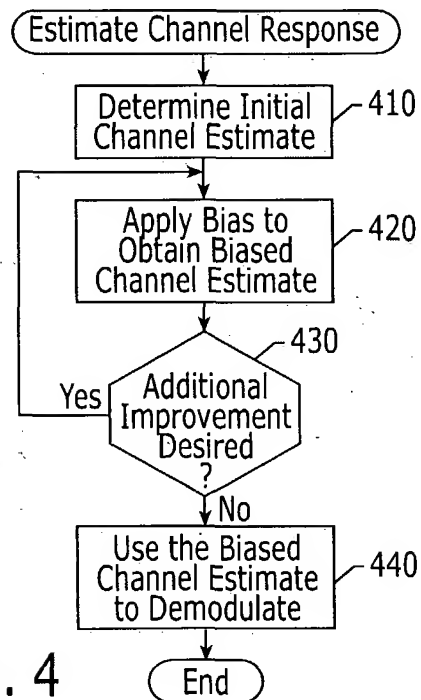 Estimate Channel Response
Determine Initial
Channel Estimate
410
Apply Bias to
Obtain Biased
Channel Estimate
420
430
Additional
Improvement
Desired
?
Yes
No
Use the Biased
Channel Estimate
to Demodulate
440
. 4
End